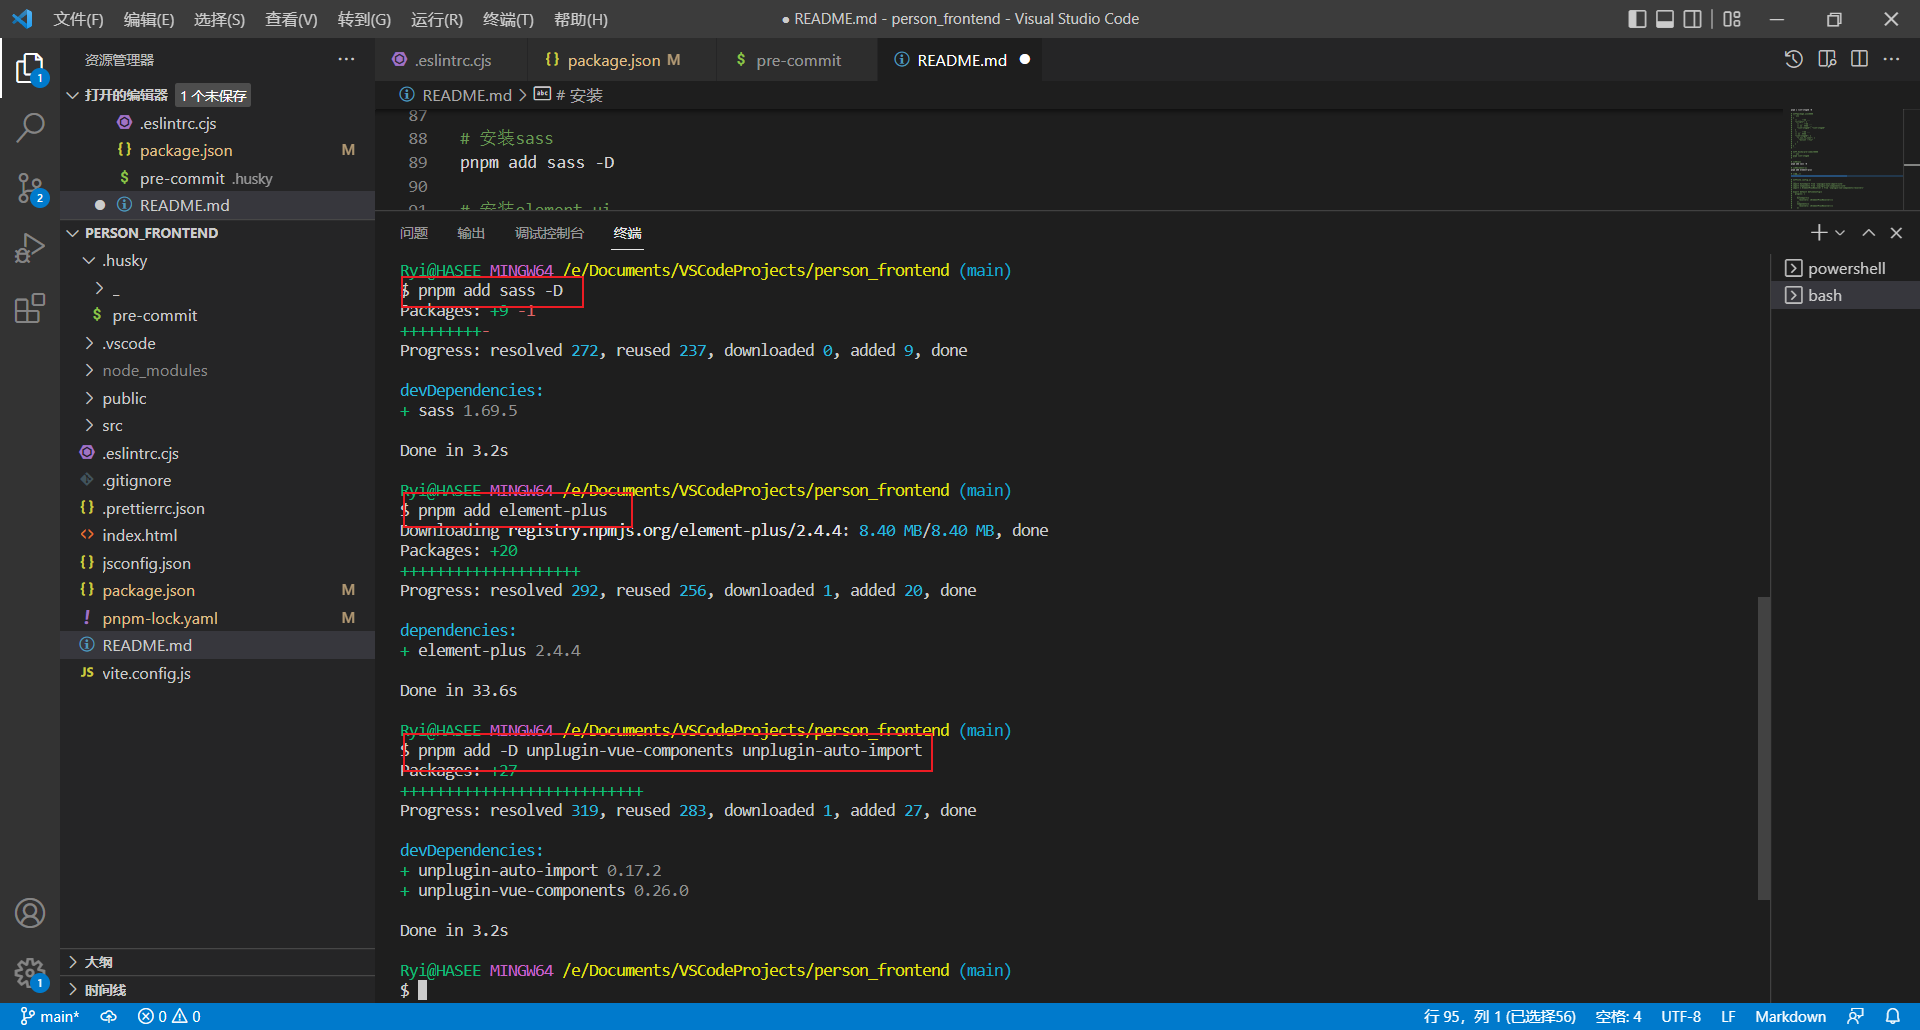 文件(F) 编辑(E) 选择(S) 查看(V) 转到(G) 运行(R) 终端(T) 帮助(H)
● README.md - person_frontend - Visual Studio Code
资源管理器
打开的编辑器 1 个未保存
.eslintrc.cjs
package.json M
pre-commit .husky
README.md
PERSON_FRONTEND
.husky
_
pre-commit
.vscode
node_modules
public
src
.eslintrc.cjs
.gitignore
.prettierrc.json
index.html
jsconfig.json
package.json M
pnpm-lock.yaml M
README.md
vite.config.js
大纲
时间线
1
2
1
.eslintrc.cjs
package.json M
pre-commit
README.md
README.md > # 安装
87
88 # 安装sass
89 pnpm add sass -D
90
91 # 安装element-ui
问题 输出 调试控制台 终端
powershell
bash
Ryi@HASEE MINGW64 /e/Documents/VSCodeProjects/person_frontend (main)
$ pnpm add sass -D
Packages: +9 -1
+++++++++-
Progress: resolved 272, reused 237, downloaded 0, added 9, done
devDependencies:
+ sass 1.69.5
Done in 3.2s
Ryi@HASEE MINGW64 /e/Documents/VSCodeProjects/person_frontend (main)
$ pnpm add element-plus
Downloading registry.npmjs.org/element-plus/2.4.4: 8.40 MB/8.40 MB, done
Packages: +20
++++++++++++++++++++
Progress: resolved 292, reused 256, downloaded 1, added 20, done
dependencies:
+ element-plus 2.4.4
Done in 33.6s
Ryi@HASEE MINGW64 /e/Documents/VSCodeProjects/person_frontend (main)
$ pnpm add -D unplugin-vue-components unplugin-auto-import
Packages: +27
+++++++++++++++++++++++++++
Progress: resolved 319, reused 283, downloaded 1, added 27, done
devDependencies:
+ unplugin-auto-import 0.17.2
+ unplugin-vue-components 0.26.0
Done in 3.2s
Ryi@HASEE MINGW64 /e/Documents/VSCodeProjects/person_frontend (main)
$
main* 0 0 行 95，列 1 (已选择56) 空格: 4 UTF-8 LF Markdown